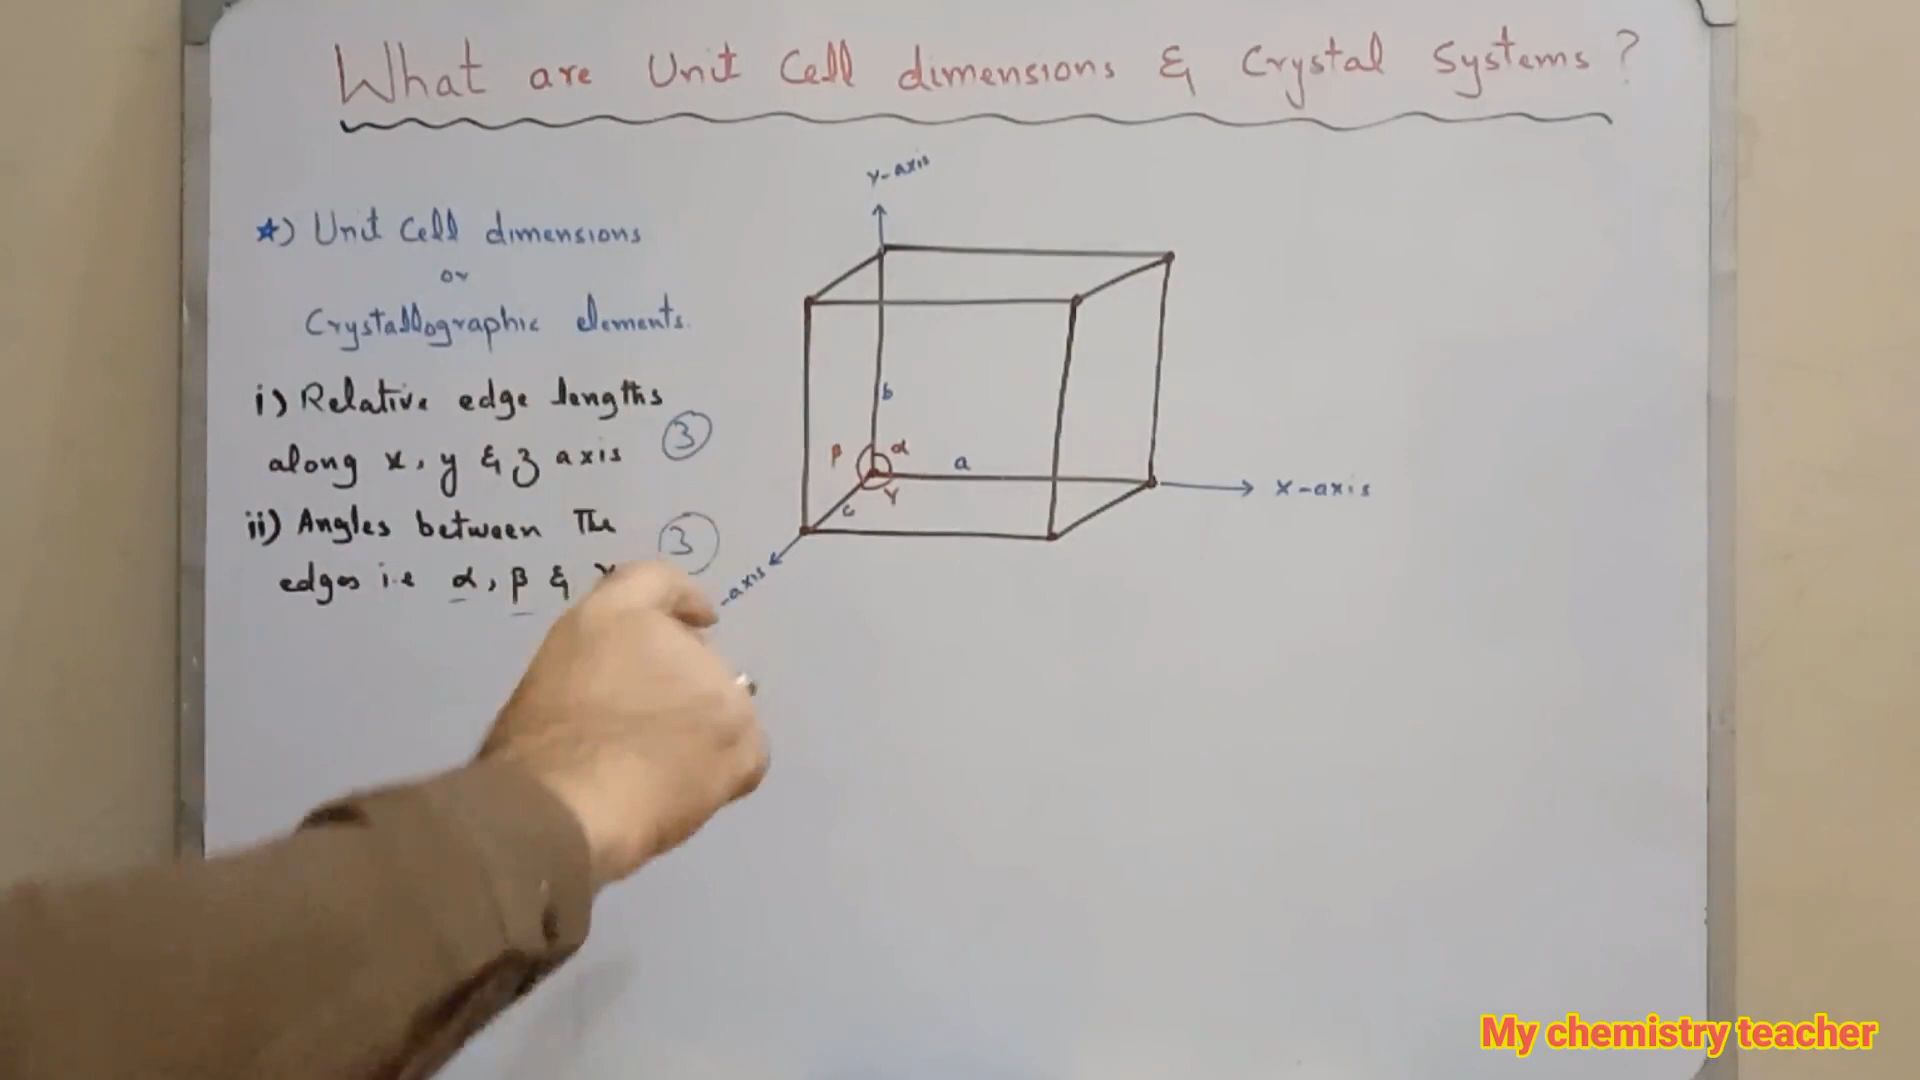 What are Unit Cell dimensions & Crystal Systems?
*) Unit Cell dimensions
or
Crystallographic elements.
i) Relative edge lengths
along x, y & z axis
3
ii) Angles between The
3
edges i.e α, β &
y-axis
b
β
α
a
γ
c
x-axis
-axis
My chemistry teacher